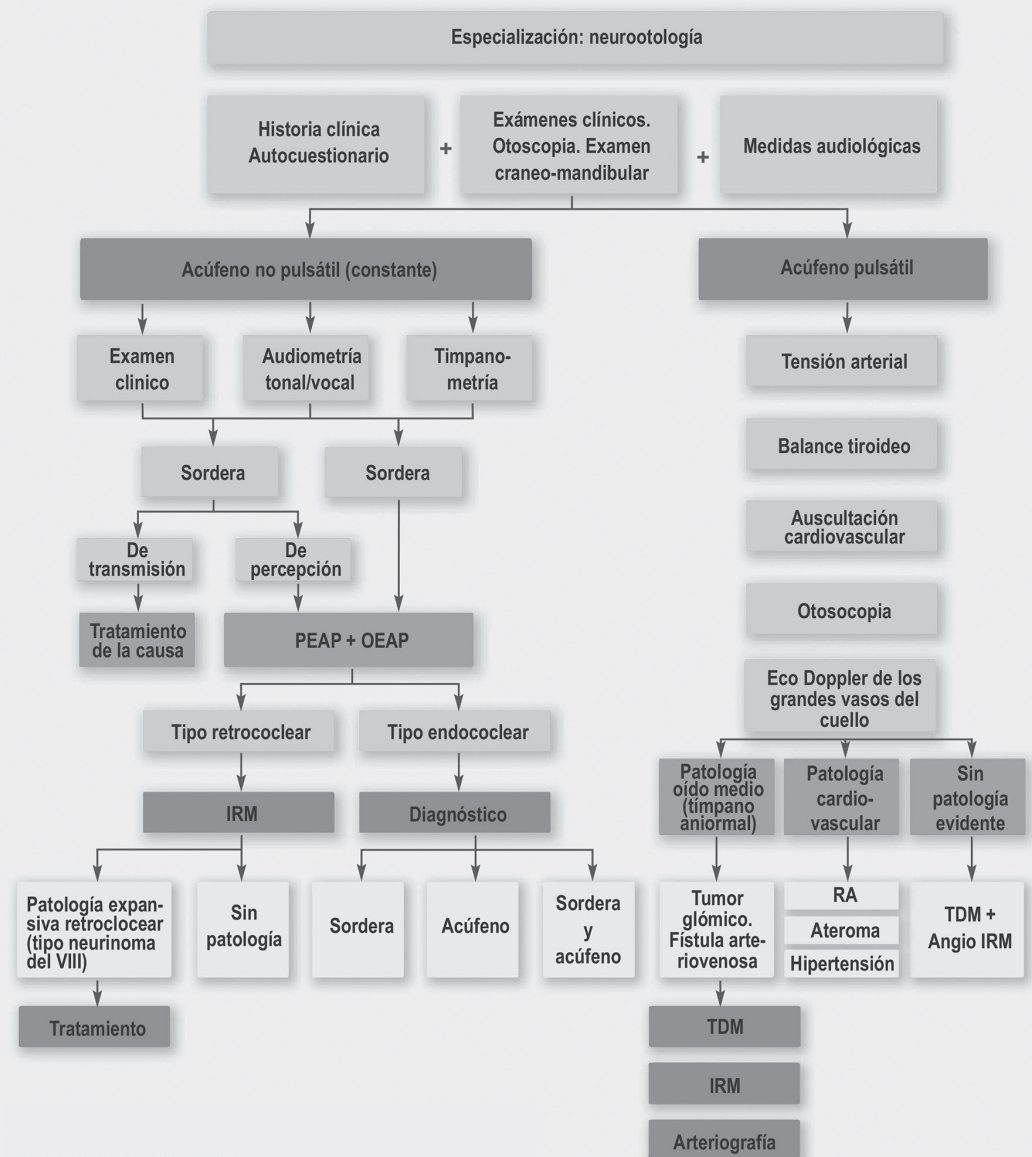 Especialización: neurootología
Historia clínica
Autocuestionario
+
Exámenes clínicos.
Otoscopia. Examen
craneo-mandibular
+
Medidas audiológicas
Acúfeno no pulsátil (constante)
Acúfeno pulsátil
Examen
clinico
Audiometría
tonal/vocal
Timpano-
metría
Tensión arterial
Balance tiroideo
Sordera
Sordera
Auscultación
cardiovascular
De
transmisión
De
percepción
Otosocopia
Tratamiento
de la causa
PEAP + OEAP
Eco Doppler de los
grandes vasos del
cuello
Tipo retrococlear
Tipo endococlear
Patología
oído medio
(tímpano
aniormal)
Patología
cardio-
vascular
Sin
patología
evidente
IRM
Diagnóstico
Patología expan-
siva retroclocear
(tipo neurinoma
del VIII)
Sin
patología
Sordera
Acúfeno
Sordera
y
acúfeno
Tumor
glómico.
Fístula arte-
riovenosa
RA
Ateroma
Hipertensión
TDM +
Angio IRM
Tratamiento
TDM
IRM
Arteriografía